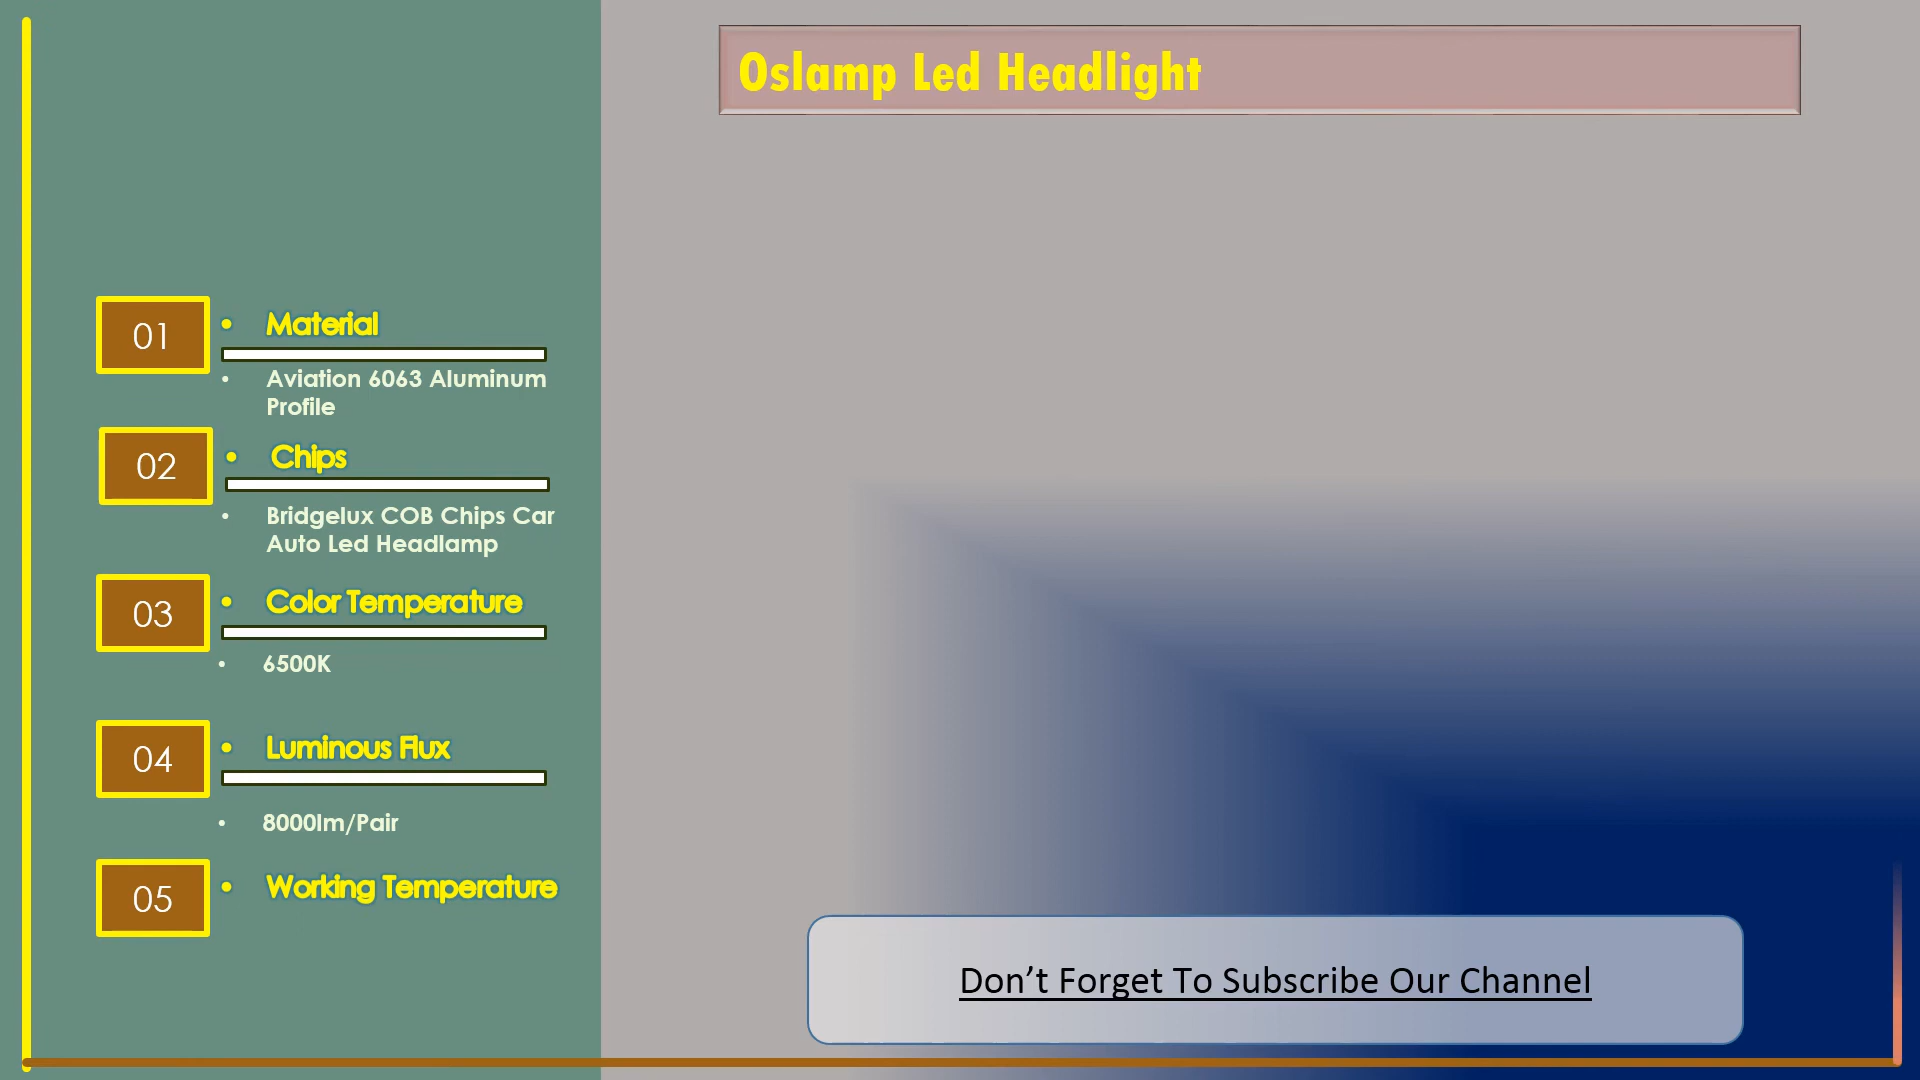 Oslamp Led Headlight
01
• Material
• Aviation 6063 Aluminum
Profile
02
• Chips
• Bridgelux COB Chips Car
Auto Led Headlamp
03
• Color Temperature
• 6500K
04
• Luminous Flux
• 8000lm/Pair
05
• Working Temperature
Don’t Forget To Subscribe Our Channel